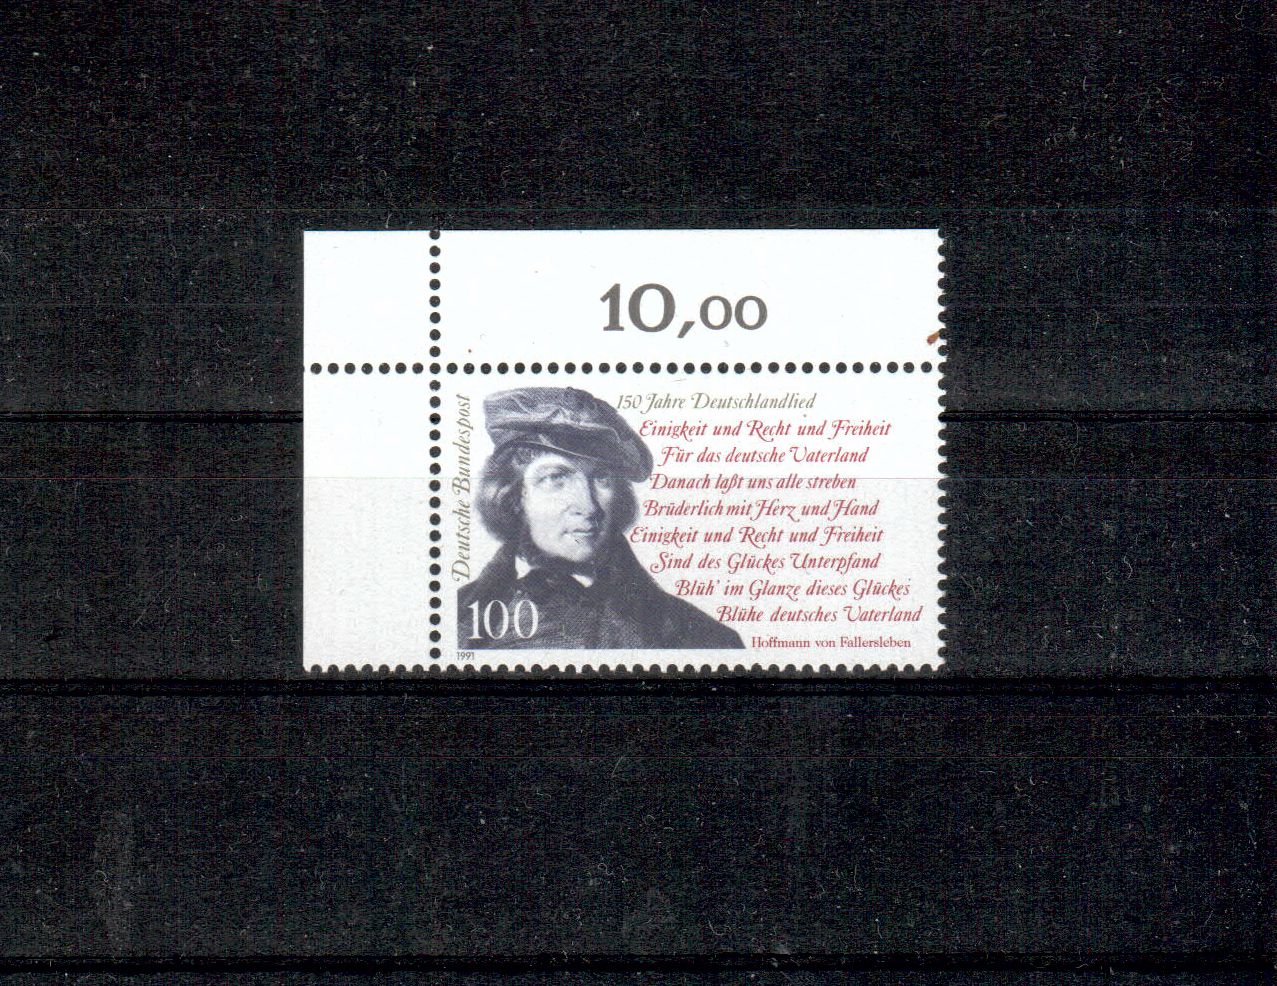 10,00
Deutsche Bundespost
150 Jahre Deutschlandlied
Einigkeit und Recht und Freiheit
Für das deutsche Vaterland
Danach laßt uns alle streben
Brüderlich mit Herz und Hand
Einigkeit und Recht und Freiheit
Sind des Glückes Unterpfand
Blüh' im Glanze dieses Glückes
Blühe deutsches Vaterland
Hoffmann von Fallersleben
100
1991